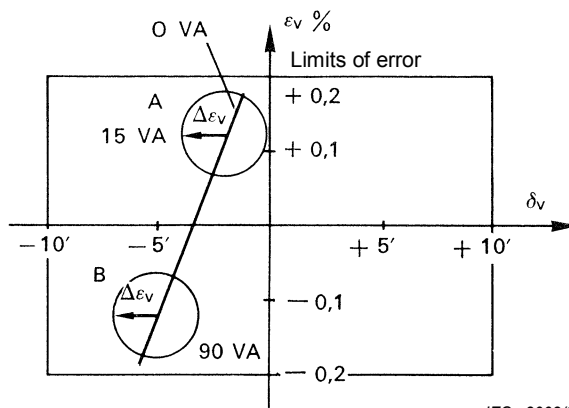 0 VA
εᵥ %
Limits of error
A
Δεᵥ
+ 0,2
15 VA
+ 0,1
δᵥ
−10′
−5′
+ 5′
+ 10′
B
Δεᵥ
− 0,1
90 VA
− 0,2